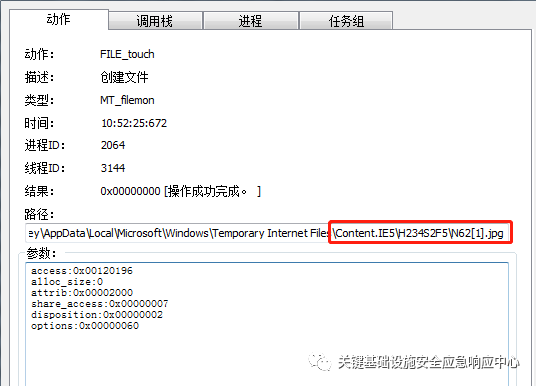 动作
调用栈
进程
任务组
动作： FILE_touch
描述： 创建文件
类型： MT_filemon
时间： 10:52:25:672
进程ID： 2064
线程ID： 3144
结果： 0x00000000 [操作成功完成。 ]
路径：
ey\AppData\Local\Microsoft\Windows\Temporary Internet Files\Content.IE5\H234S2F5\N62[1].jpg
参数：
access:0x00120196
alloc_size:0
attrib:0x00002000
share_access:0x00000007
disposition:0x00000002
options:0x00000060
关键基础设施安全应急响应中心